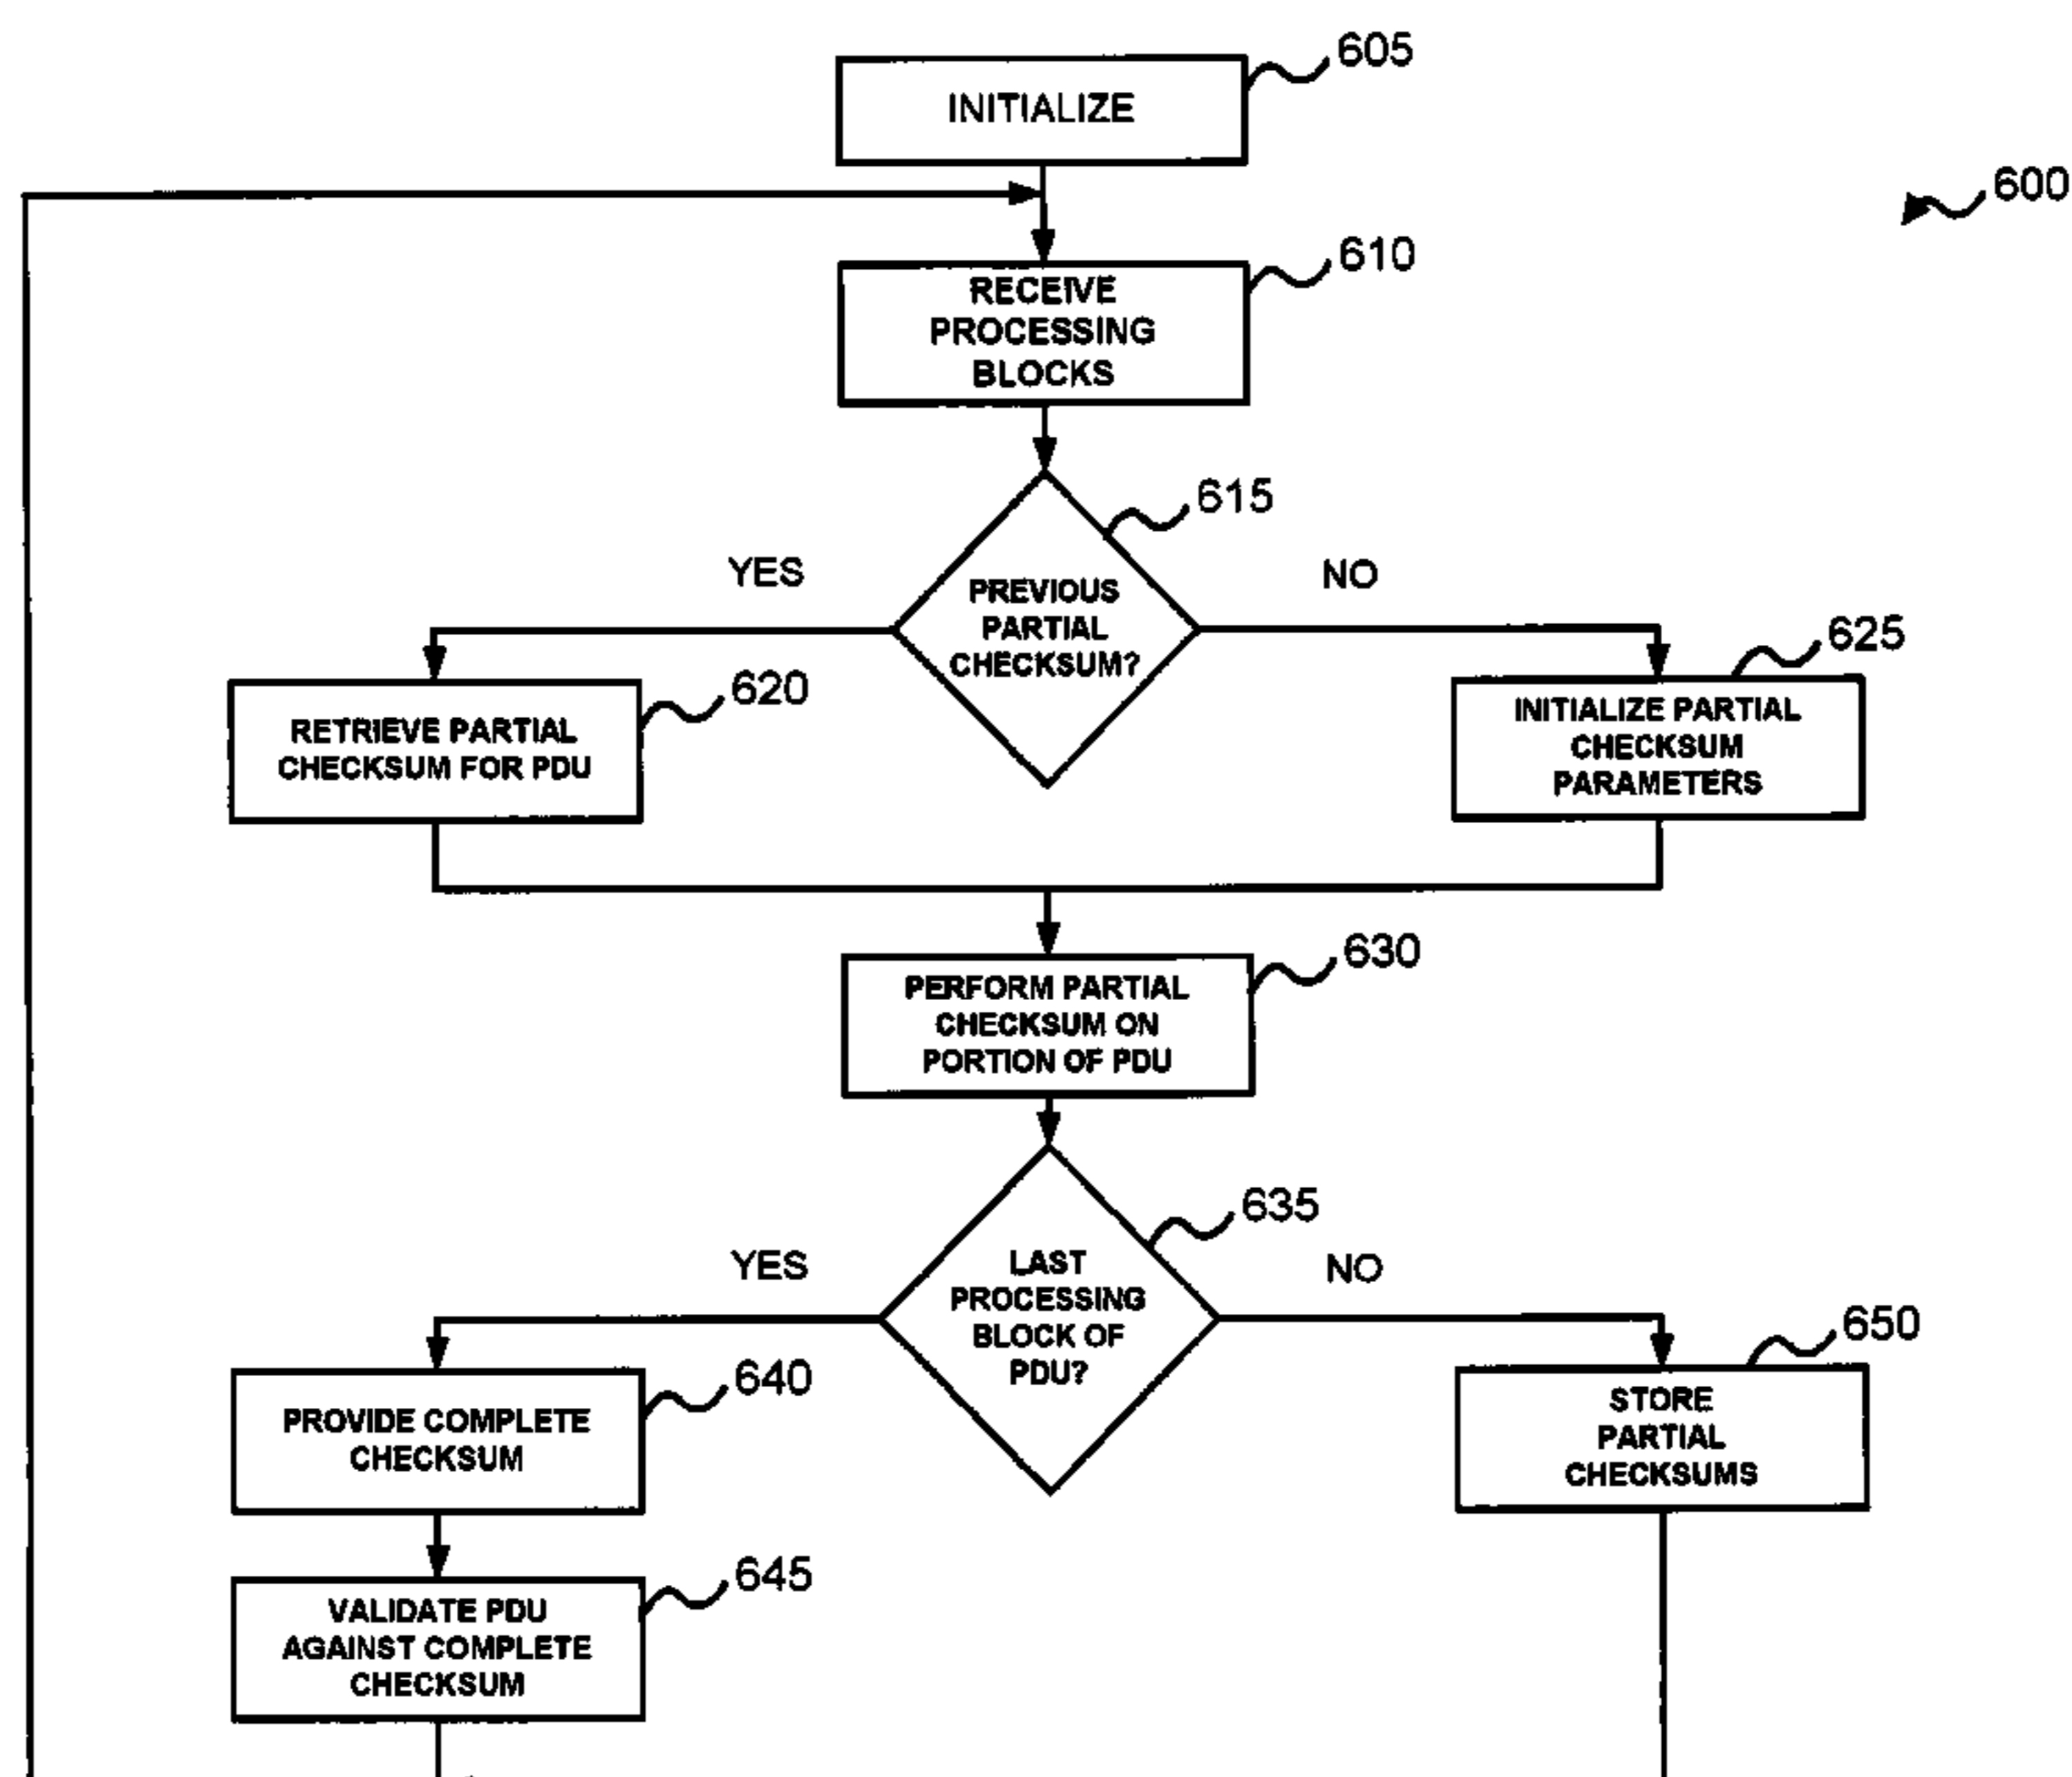 605
INITIALIZE
600
610
RECEIVE
PROCESSING
BLOCKS
615
YES
NO
PREVIOUS
PARTIAL
CHECKSUM?
625
620
RETRIEVE PARTIAL
CHECKSUM FOR PDU
INITIALIZE PARTIAL
CHECKSUM
PARAMETERS
630
PERFORM PARTIAL
CHECKSUM ON
PORTION OF PDU
635
YES
NO
LAST
PROCESSING
BLOCK OF
PDU?
650
640
PROVIDE COMPLETE
CHECKSUM
STORE
PARTIAL
CHECKSUMS
645
VALIDATE PDU
AGAINST COMPLETE
CHECKSUM